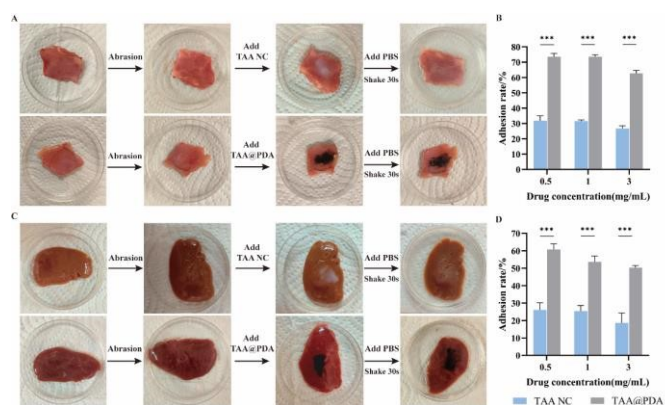 A
Abrasion
Add
TAA NC
Add PBS
Shake 30s
Abrasion
Add
TAA@PDA
Add PBS
Shake 30s
B
Adhesion rate/%
80
70
60
50
40
30
20
10
0
***
***
***
0.5
1
3
Drug concentration(mg/mL)
C
Abrasion
Add
TAA NC
Add PBS
Shake 30s
Abrasion
Add
TAA@PDA
Add PBS
Shake 30s
D
Adhesion rate/%
80
70
60
50
40
30
20
10
0
***
***
***
0.5
1
3
Drug concentration(mg/mL)
TAA NC
TAA@PDA